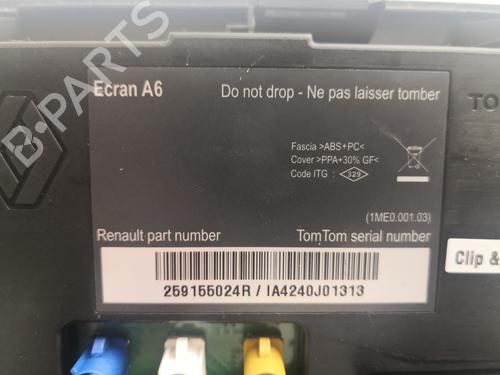 B-PARTS
Ecran A6
Do not drop - Ne pas laisser tomber
TO
Fascia >ABS+PC<
Cover >PPA+30% GF<
Code ITG : 329
(1ME0.001.03)
Renault part number
TomTom serial number
Clip &
259155024R / IA4240J01313